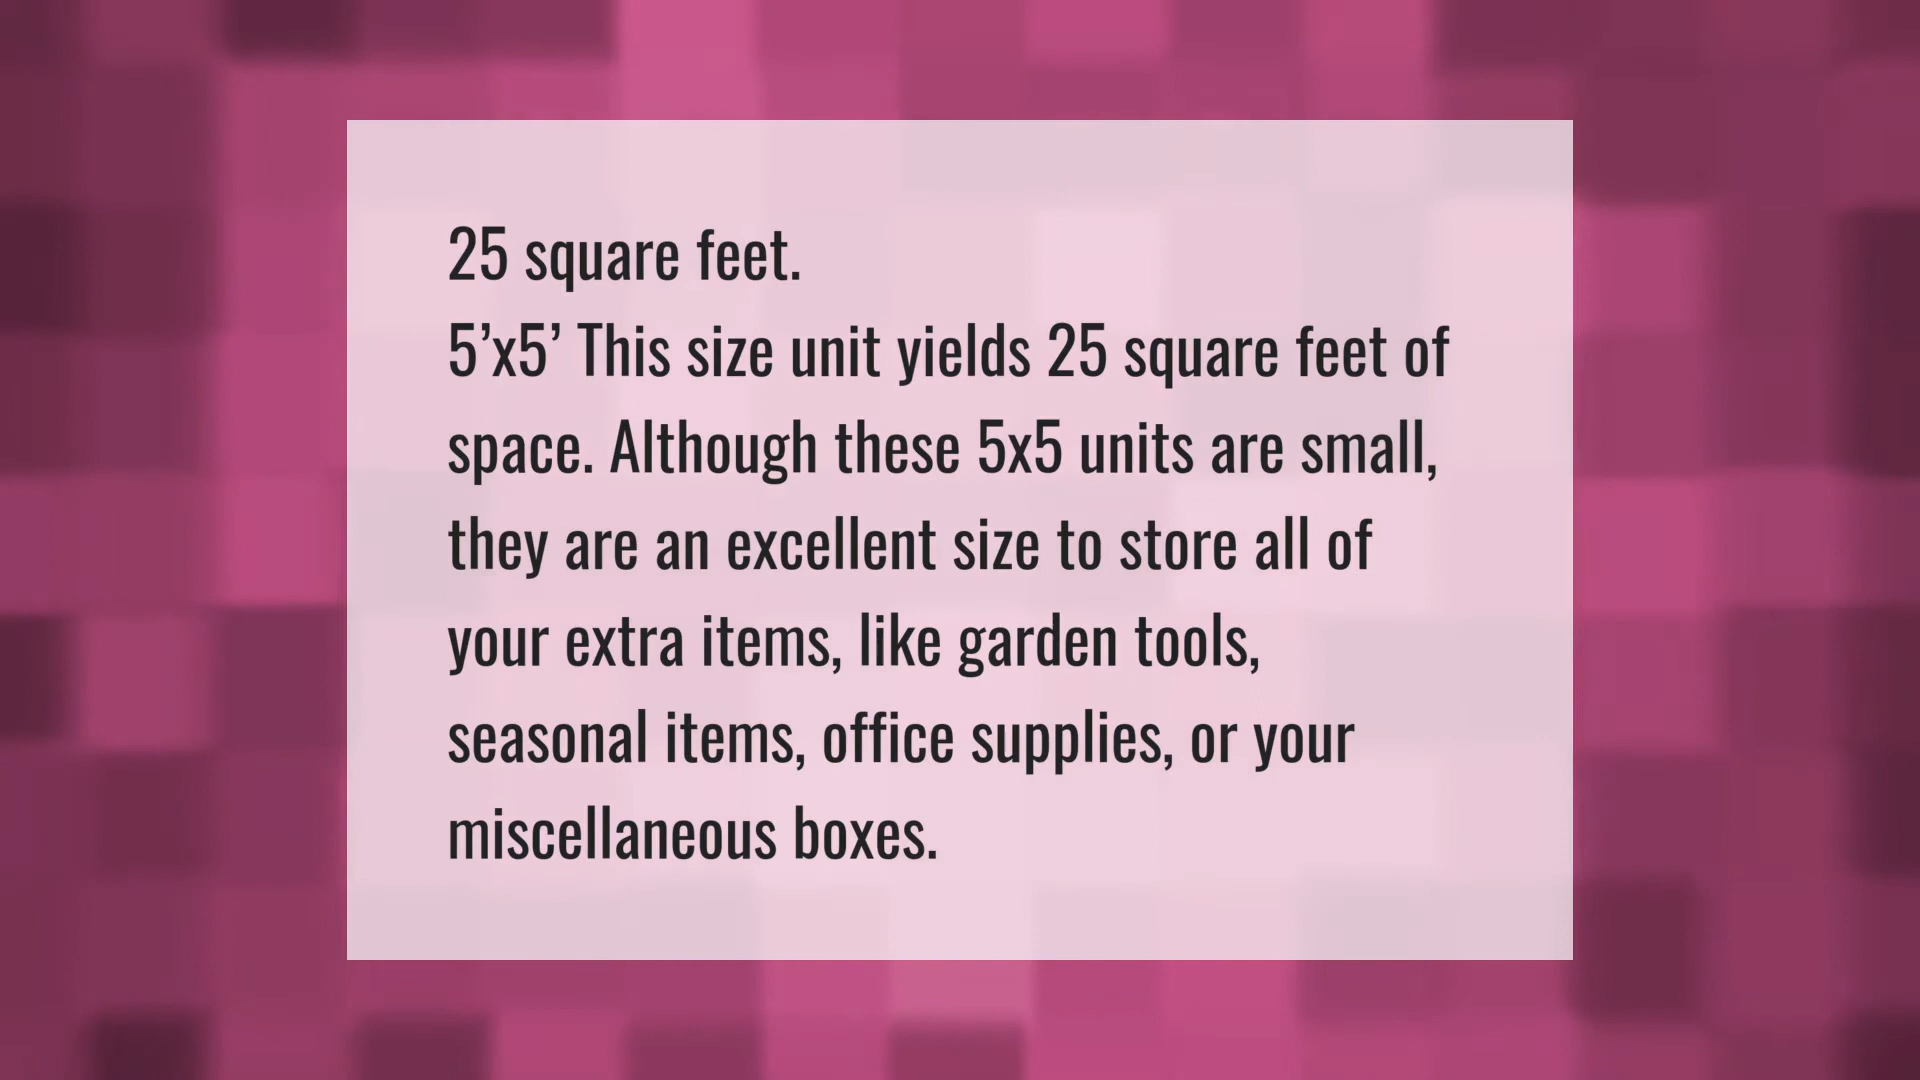 25 square feet.
5’x5’ This size unit yields 25 square feet of
space. Although these 5x5 units are small,
they are an excellent size to store all of
your extra items, like garden tools,
seasonal items, office supplies, or your
miscellaneous boxes.